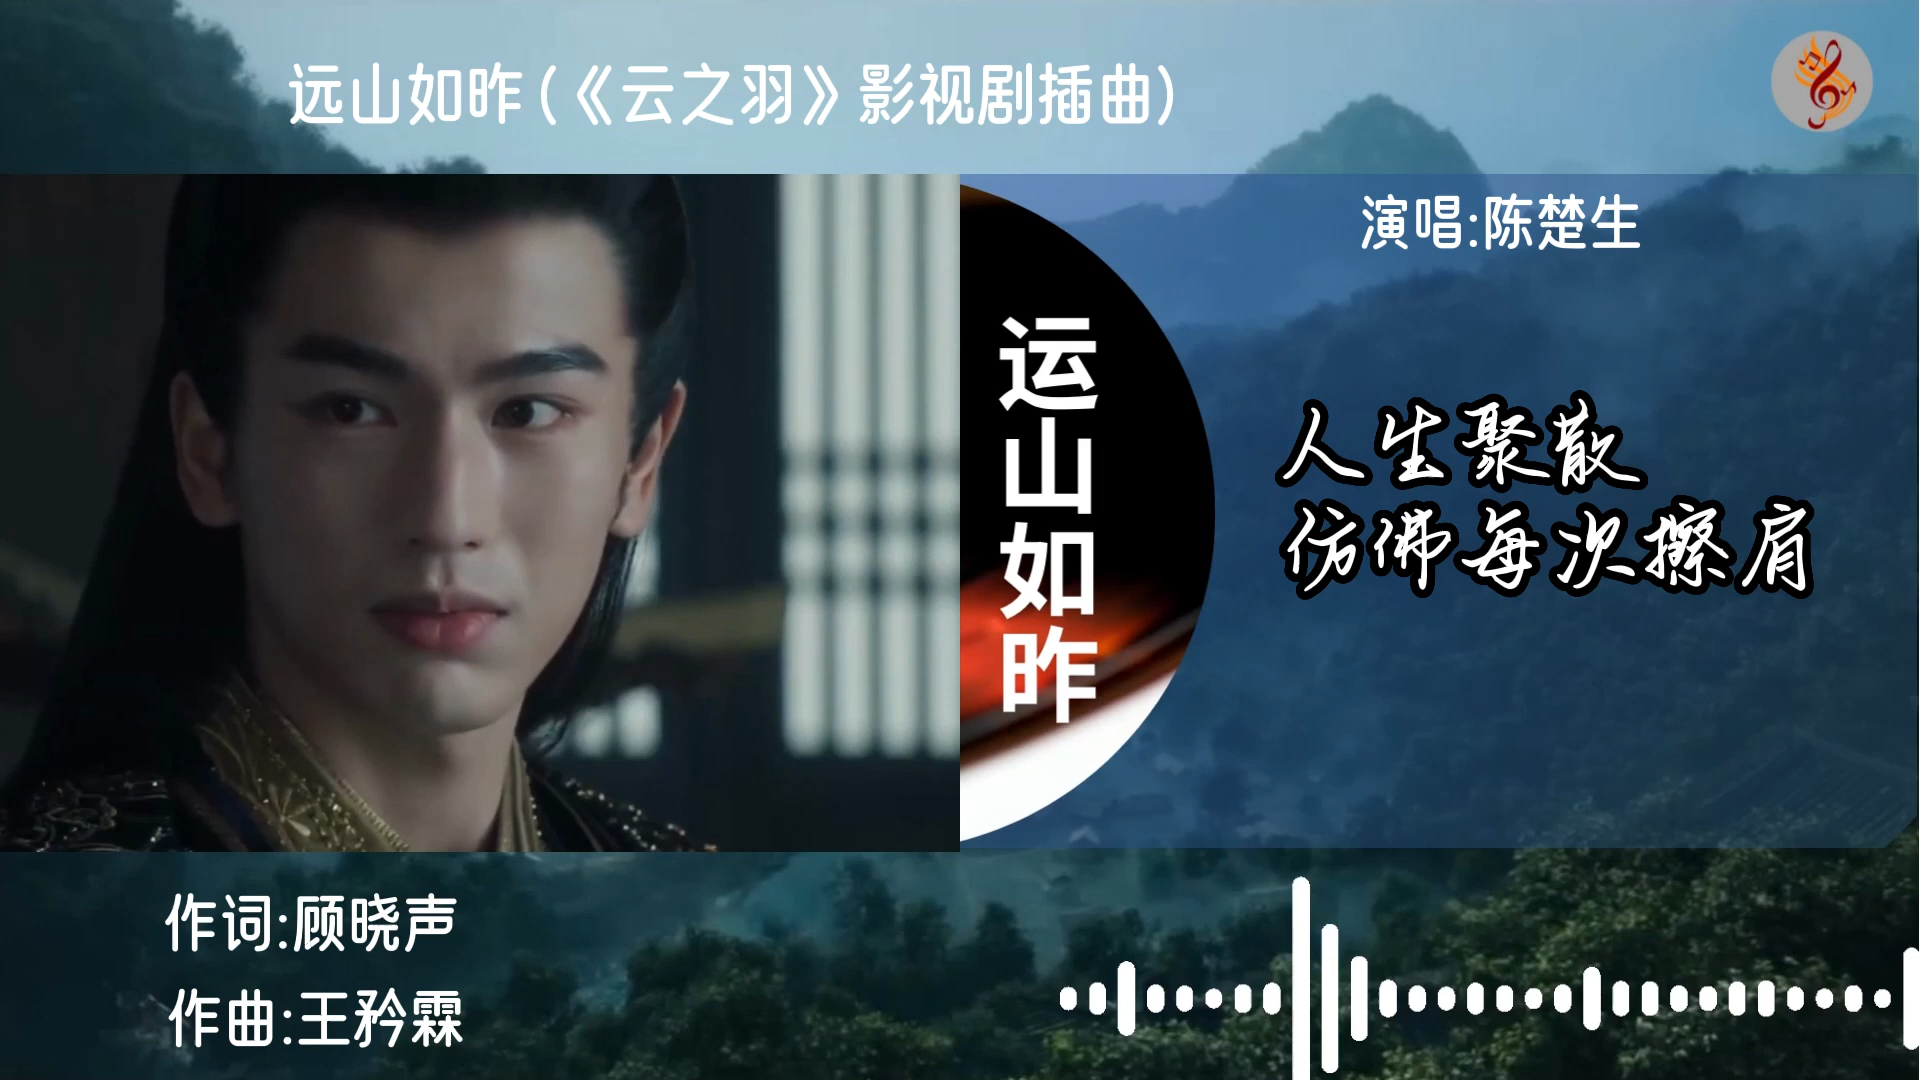 远山如昨(《云之羽》影视剧插曲)
演唱:陈楚生
运山如昨
人生聚散
仿佛每次擦肩
作词:顾晓声
作曲:王矜霖